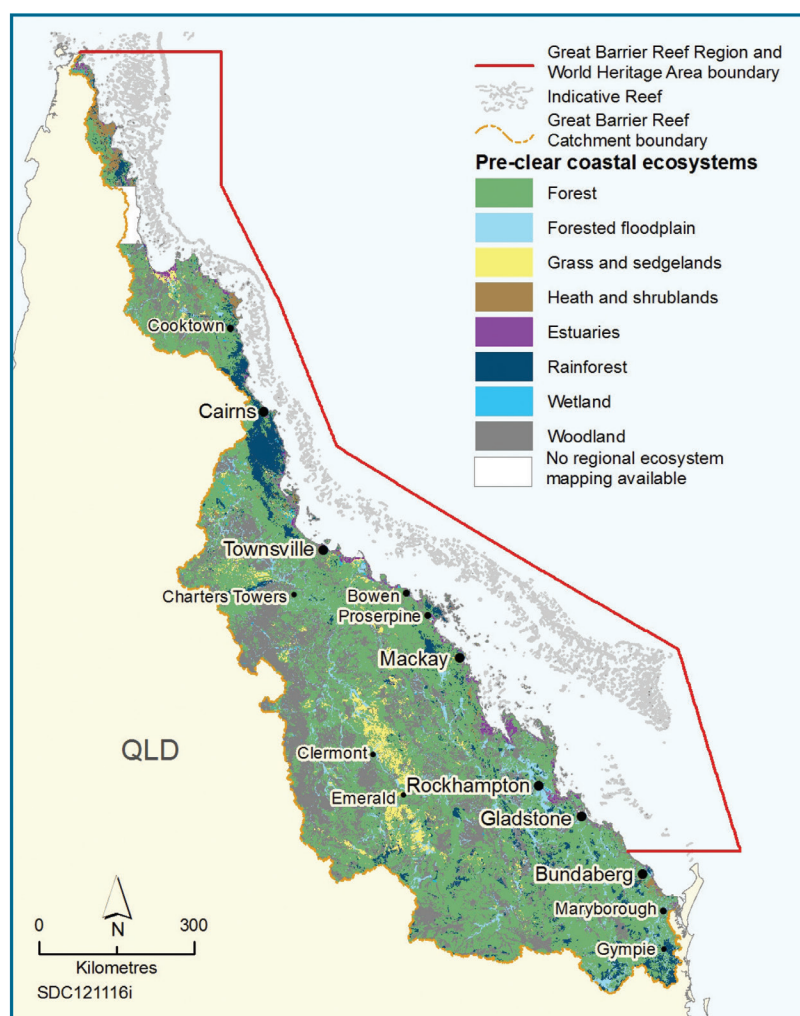 Great Barrier Reef Region and
World Heritage Area boundary
Indicative Reef
Great Barrier Reef
Catchment boundary
Pre-clear coastal ecosystems
Forest
Forested floodplain
Grass and sedgelands
Heath and shrublands
Estuaries
Rainforest
Wetland
Woodland
No regional ecosystem
mapping available
Cooktown
Cairns
Townsville
Charters Towers
Bowen
Proserpine
Mackay
QLD
Clermont
Emerald
Rockhampton
Gladstone
Bundaberg
Maryborough
Gympie
N
0 300
Kilometres
SDC121116i